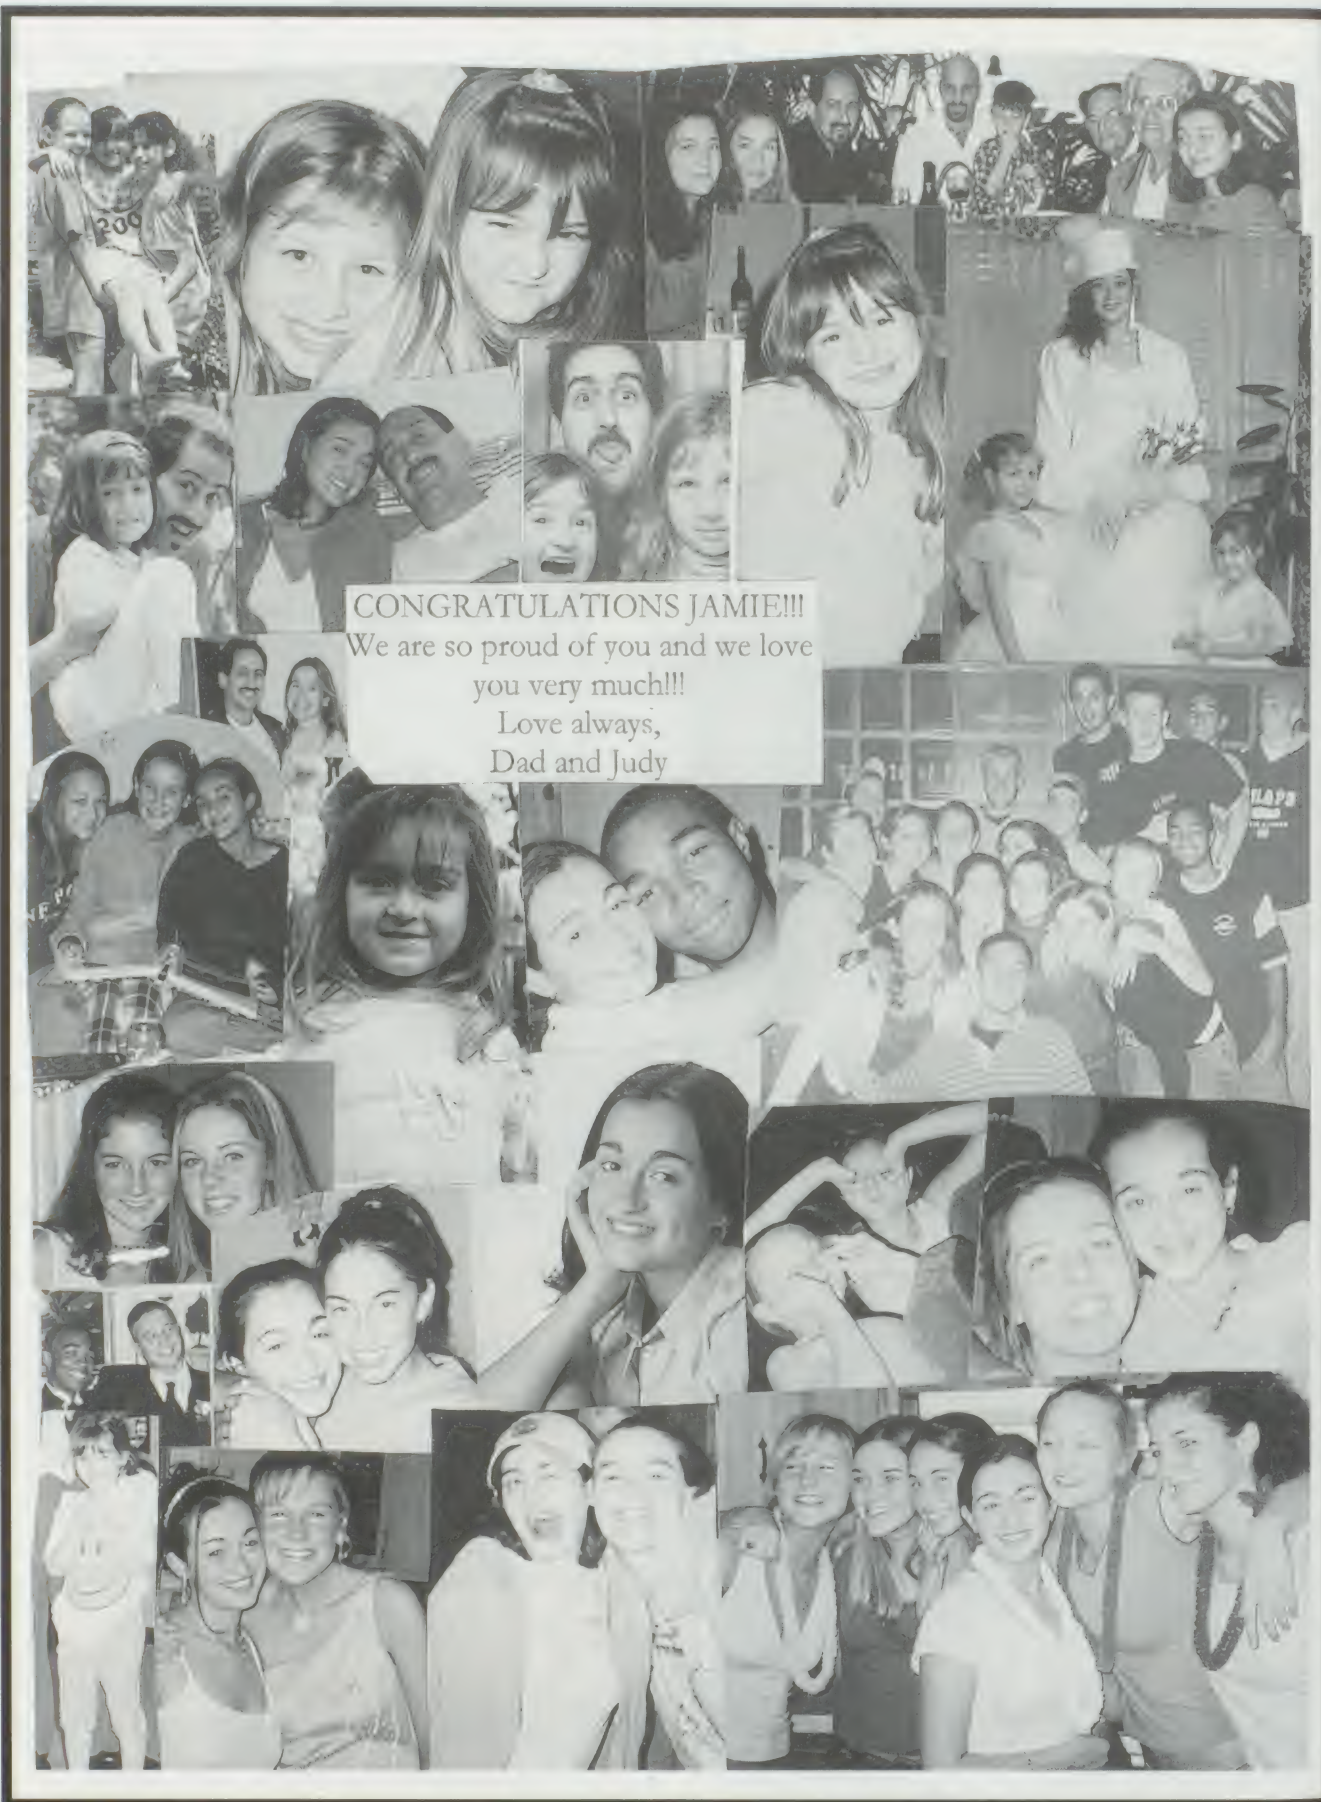 200
CONGRATULATIONS JAMIE!!!
We are so proud of you and we love
you very much!!!
Love always,
Dad and Judy